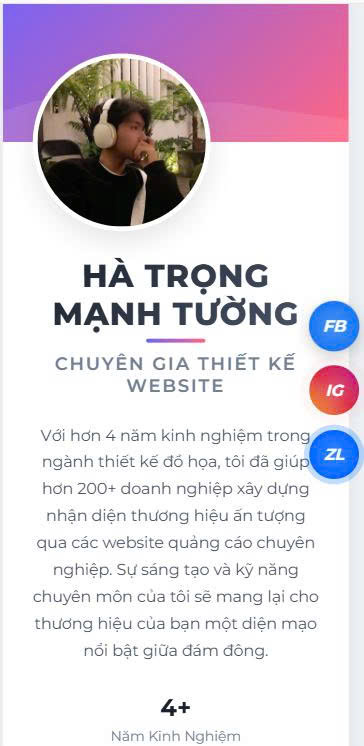 HÀ TRỌNG
MẠNH TƯỜNG
FB
CHUYÊN GIA THIẾT KẾ
WEBSITE
IG
Với hơn 4 năm kinh nghiệm trong
ngành thiết kế đồ họa, tôi đã giúp
ZL
hơn 200+ doanh nghiệp xây dựng
nhận diện thương hiệu ấn tượng
qua các website quảng cáo chuyên
nghiệp. Sự sáng tạo và kỹ năng
chuyên môn của tôi sẽ mang lại cho
thương hiệu của bạn một diện mạo
nổi bật giữa đám đông.
4+
Năm Kinh Nghiệm